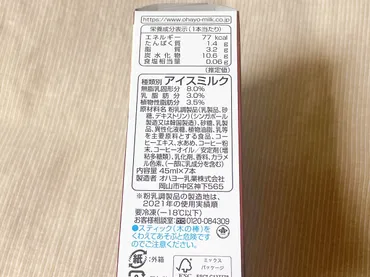 https://www.ohayo-milk.co.jp
栄養成分表示(1本当たり)
エネルギー 77 kcal
たんぱく質 1.4 g
脂質 3.2 g
炭水化物 10.6 g
食塩相当量 0.06 g
(推定値)
種類別 アイスミルク
無脂乳固形分 8.0%
乳脂肪分 3.0%
植物性脂肪分 3.5%
原材料名 粉乳調製品(乳製品、砂
糖、デキストリン)(シンガポール
製造又は韓国製造)、砂糖、乳製
品、異性化液糖、植物油脂、乳等
を主要原料とする食品、コー
ヒーエキス、水あめ、コーヒー粉
末、コーヒーオイル/安定剤(増
粘多糖類)、乳化剤、香料、カラメ
ル色素、(一部に乳成分を含む)
内容量 45ml×7本
製造者 オハヨー乳業株式会社
岡山市中区神下565
※粉乳調製品の製造地は、
2021の使用実績順
要冷凍(-18℃以下)
お客様相談室 0120-084309
スティック(木の棒)を
くわえてあそぶと危険です
のでご注意ください。
紙 :外箱
ミックス
パッケージ
FSC